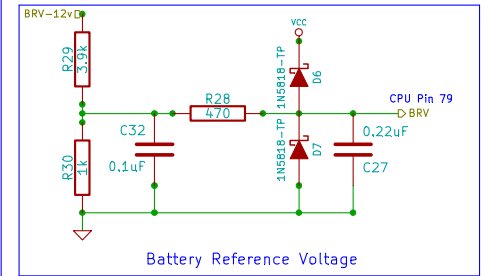 BRV-12v
VCC
R29
3.9k
1N5818-TP
D6
R28
470
CPU Pin 79
BRV
C32
0.1uF
R30
1k
1N5818-TP
D7
0.22uF
C27
Battery Reference Voltage